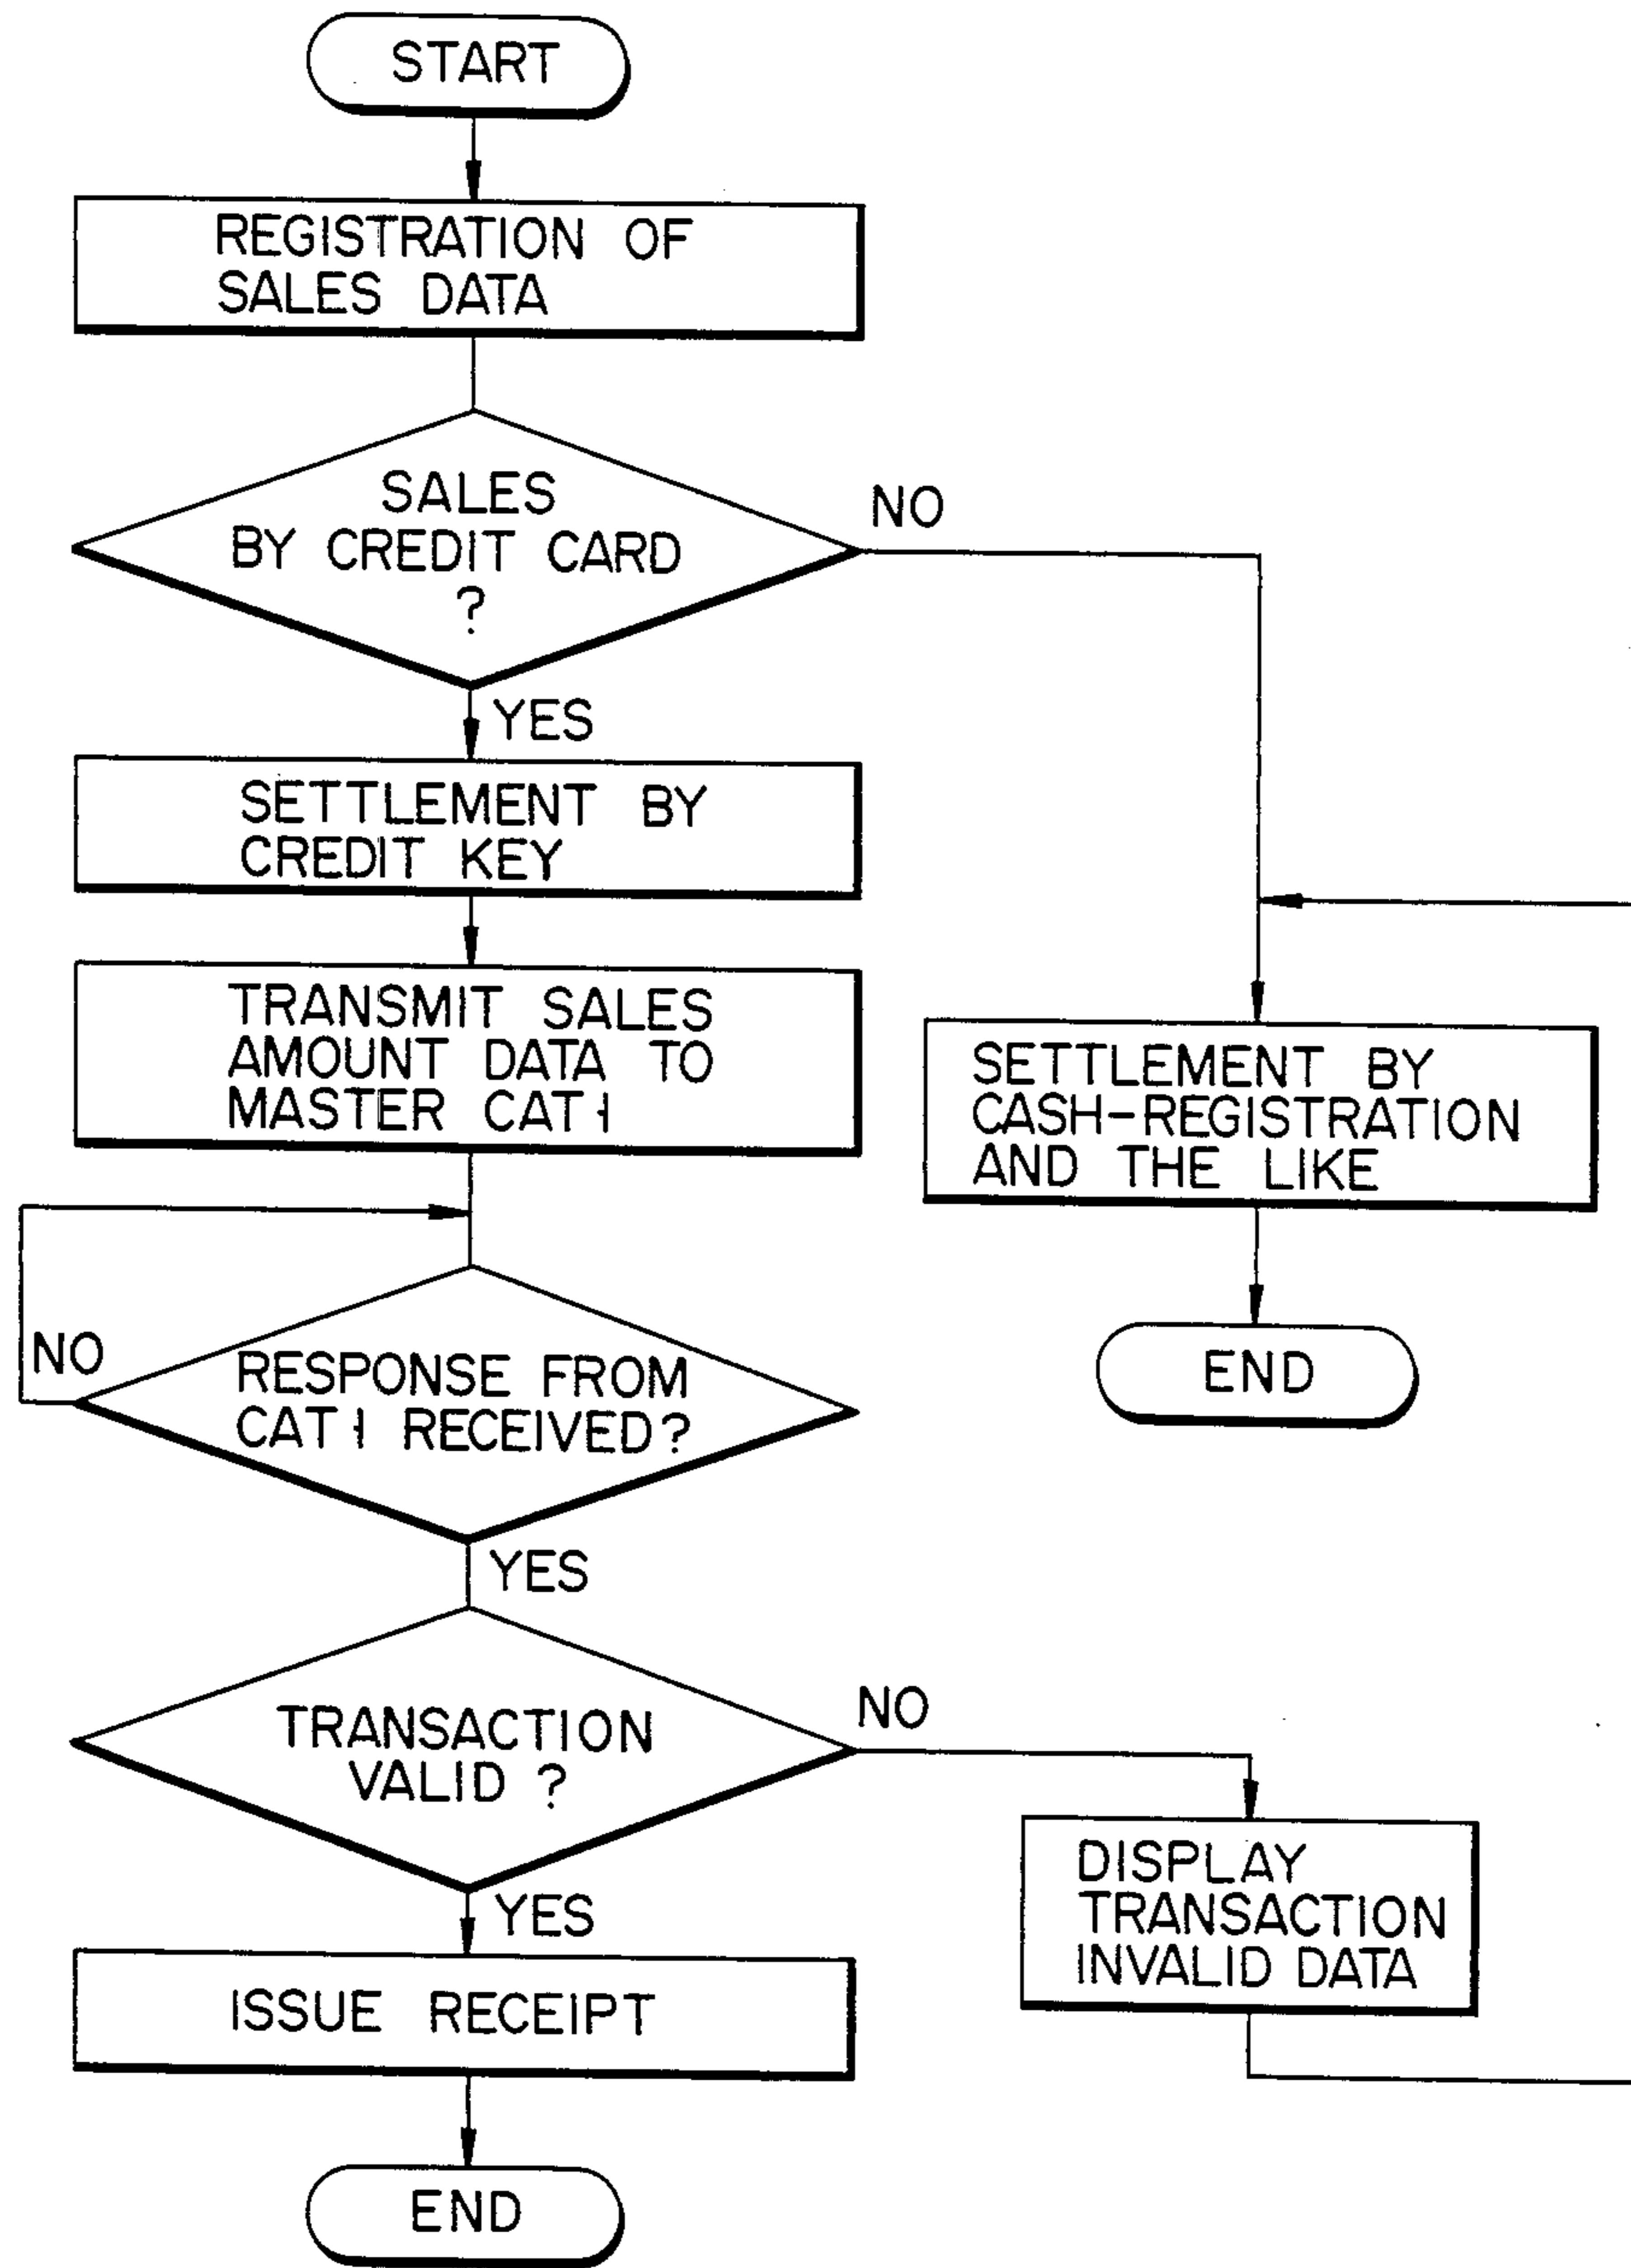 START
REGISTRATION OF
SALES DATA
SALES
BY CREDIT CARD
?
NO
YES
SETTLEMENT BY
CREDIT KEY
TRANSMIT SALES
AMOUNT DATA TO
MASTER CAT-1
SETTLEMENT BY
CASH-REGISTRATION
AND THE LIKE
END
NO
RESPONSE FROM
CAT-1 RECEIVED?
YES
TRANSACTION
VALID ?
NO
DISPLAY
TRANSACTION
INVALID DATA
YES
ISSUE RECEIPT
END